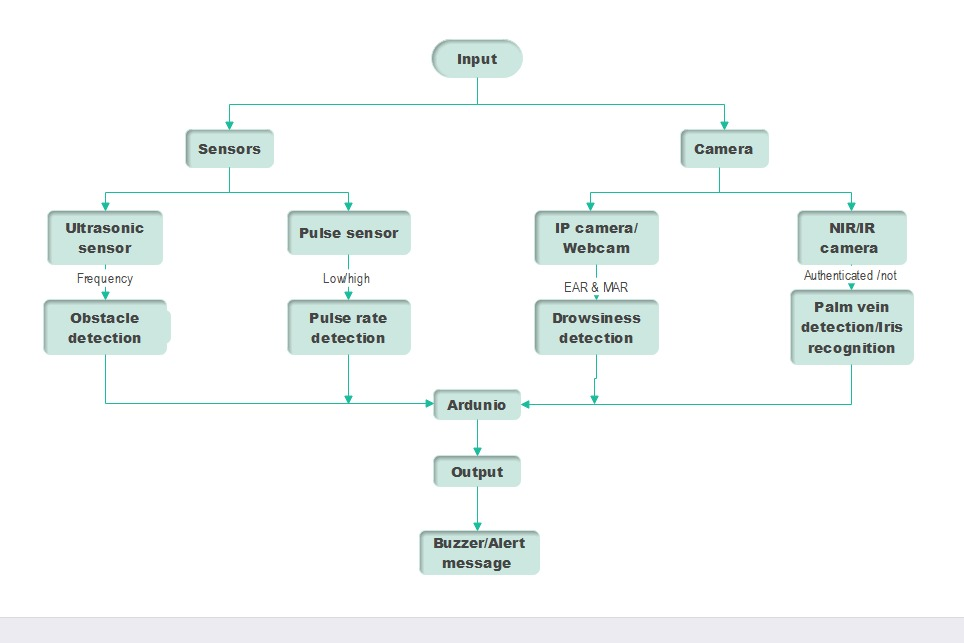 Input
Sensors
Camera
Ultrasonic
sensor
Pulse sensor
IP camera/
Webcam
NIR/IR
camera
Frequency
Low/high
EAR & MAR
Authenticated /not
Obstacle
detection
Pulse rate
detection
Drowsiness
detection
Palm vein
detection/Iris
recognition
Ardunio
Output
Buzzer/Alert
message